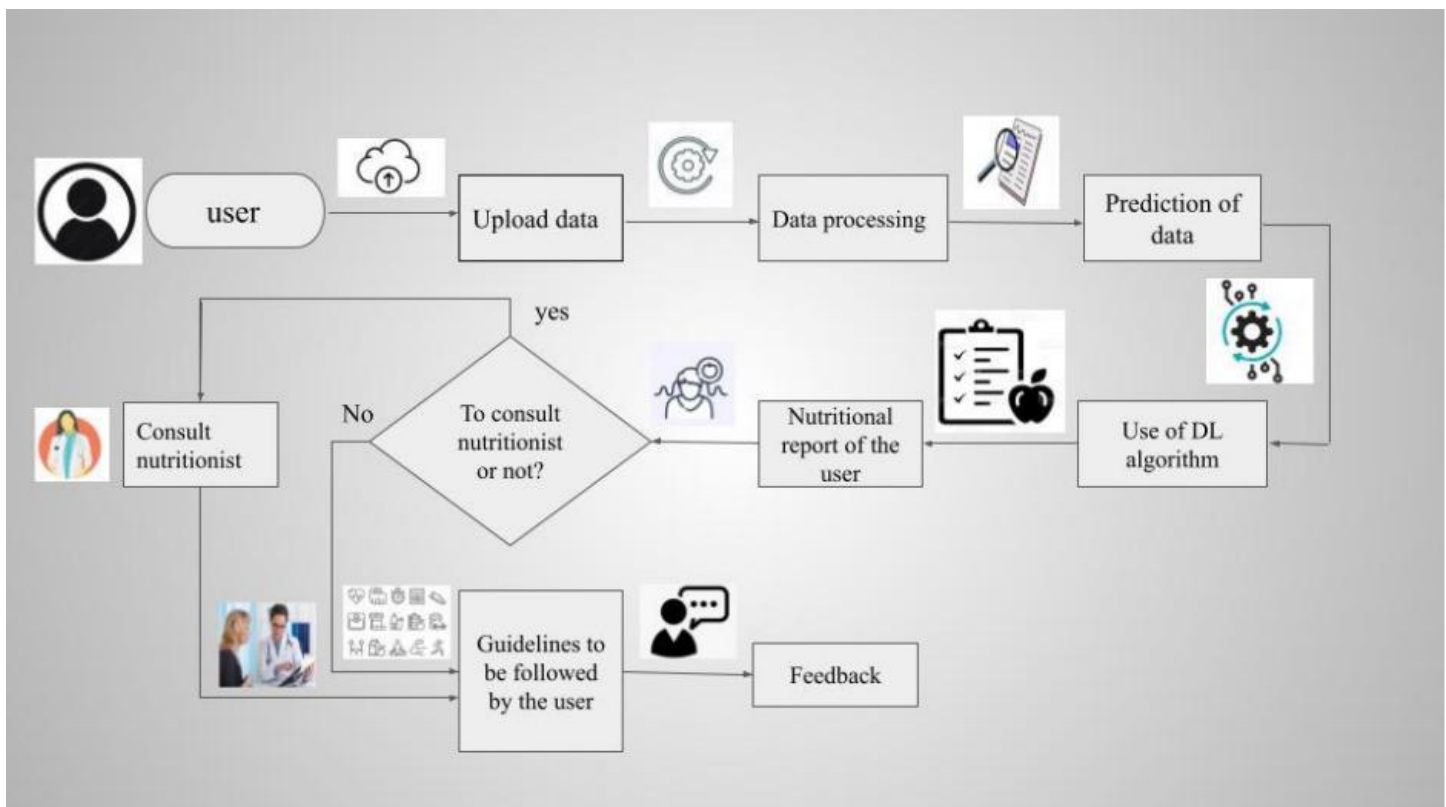 user
Upload data
Data processing
Prediction of
data
yes
No
To consult
nutritionist
or not?
Consult
nutritionist
Nutritional
report of the
user
Use of DL
algorithm
Guidelines to
be followed
by the user
Feedback